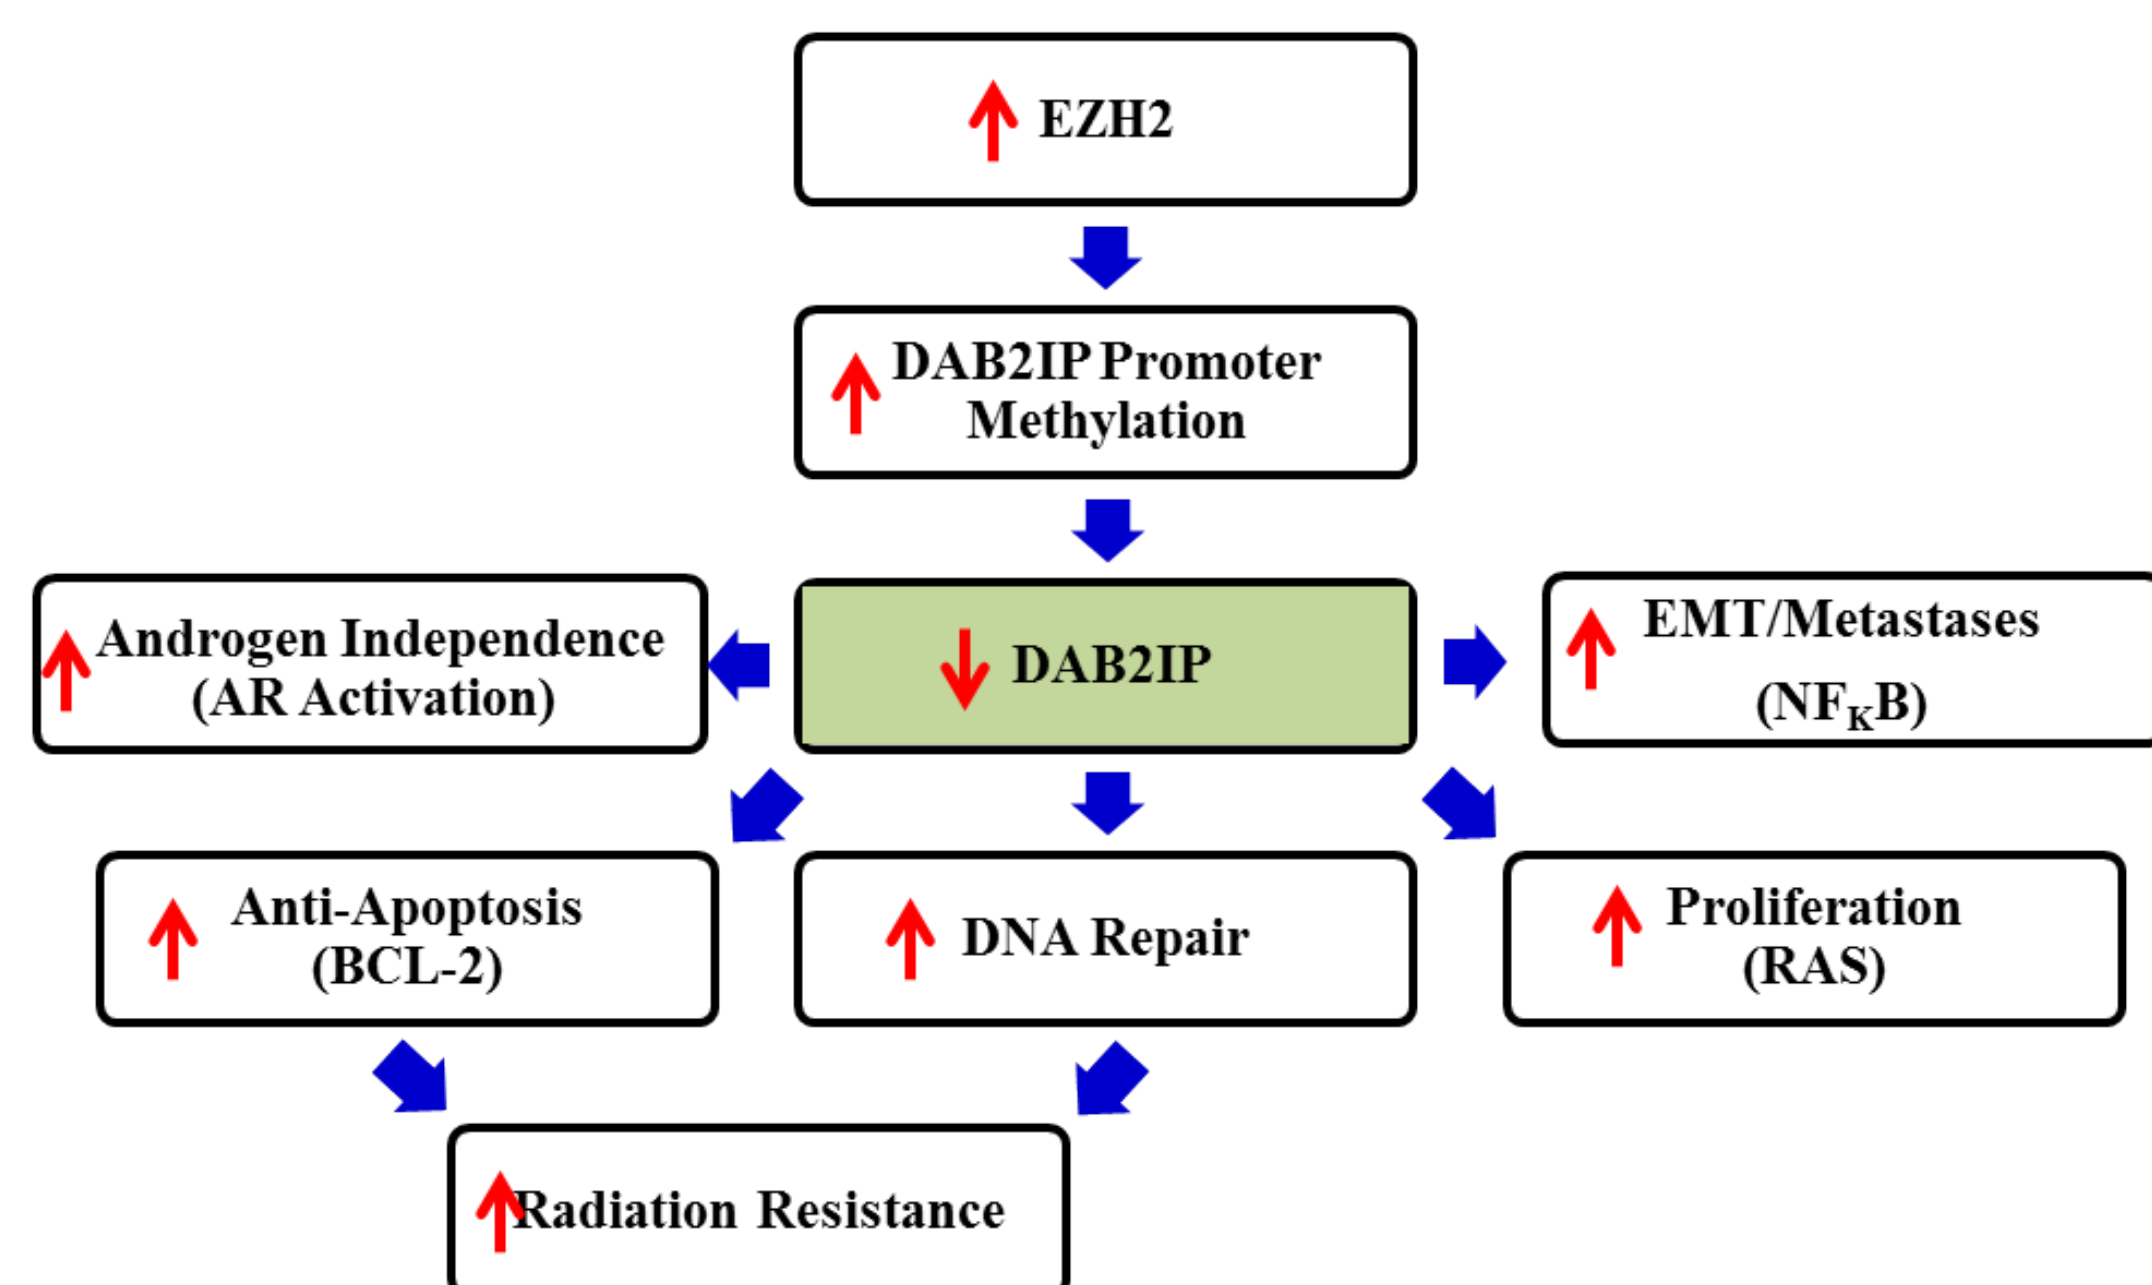 EZH2
DAB2IP Promoter
Methylation
Androgen Independence
(AR Activation)
DAB2IP
EMT/Metastases
(NFKB)
Anti-Apoptosis
(BCL-2)
DNA Repair
Proliferation
(RAS)
Radiation Resistance